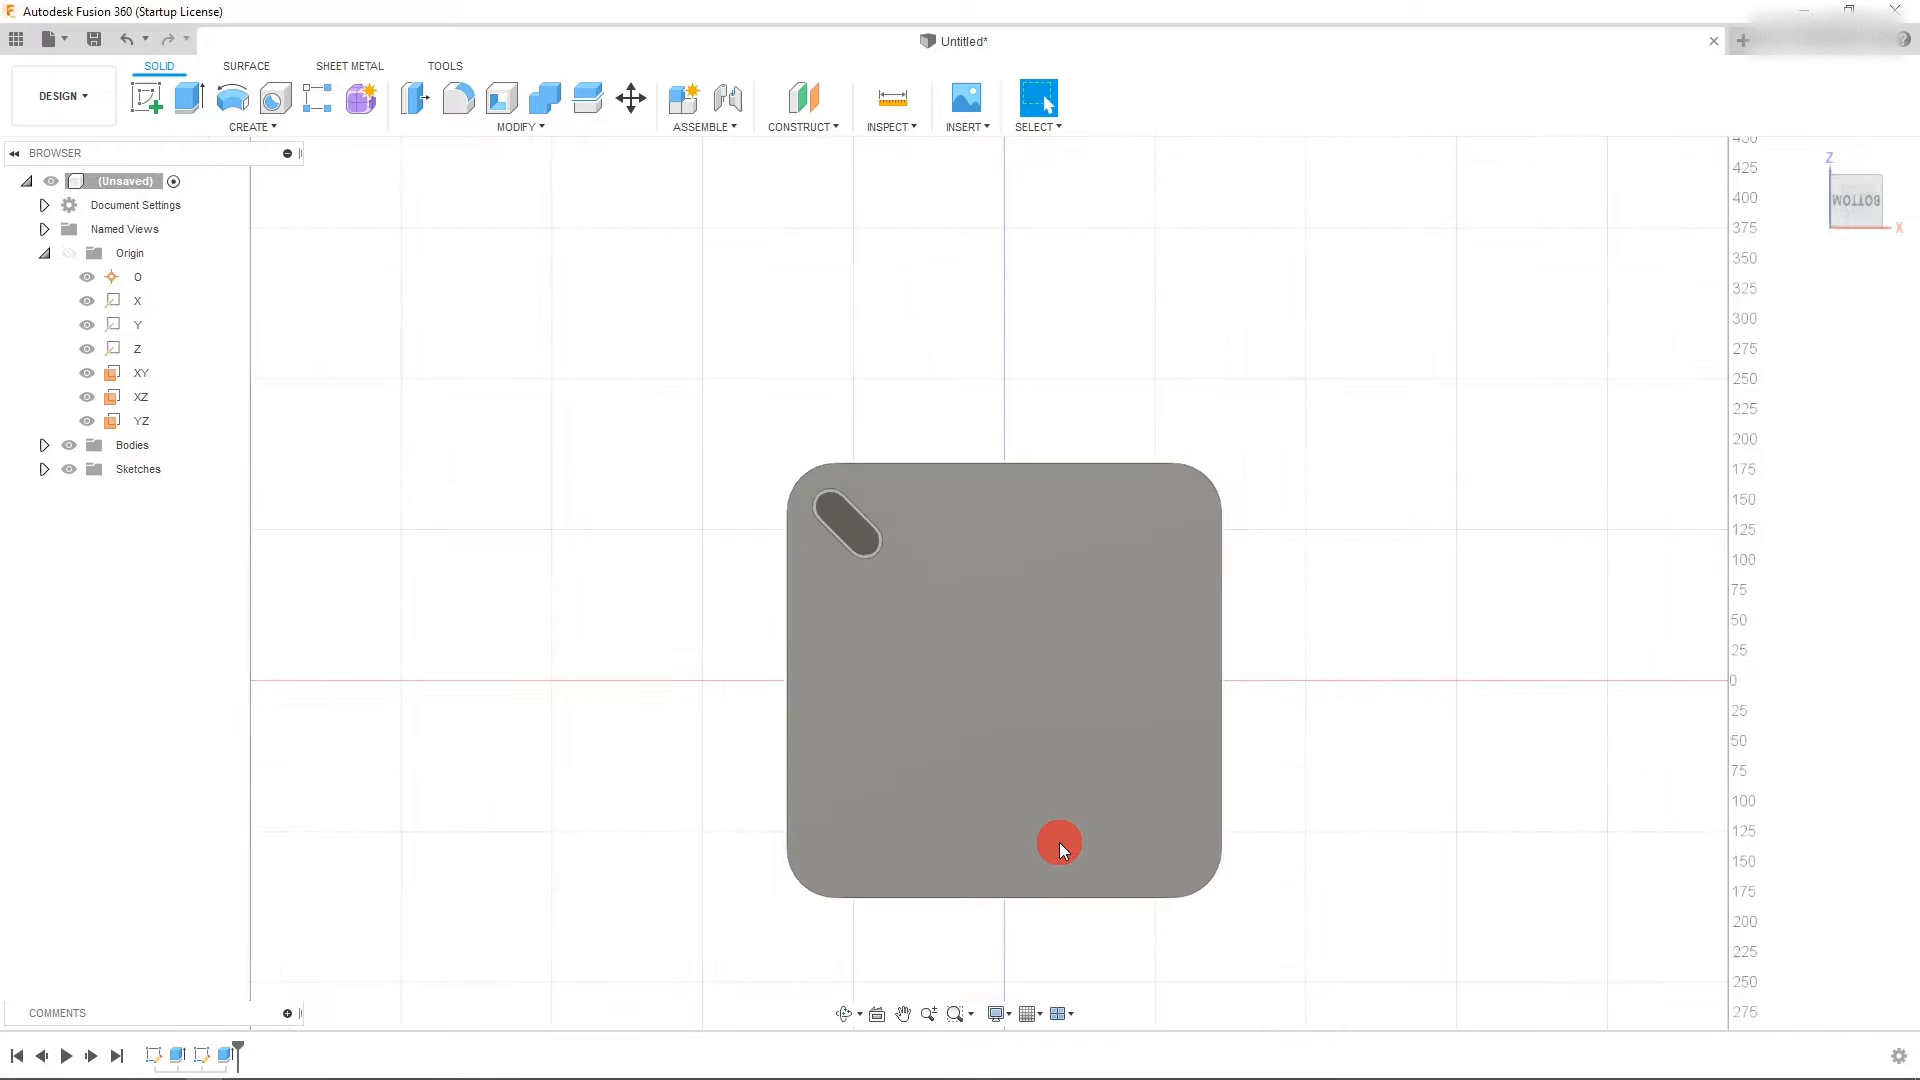 Autodesk Fusion 360 (Startup License)
Untitled*
SOLID SURFACE SHEET METAL TOOLS
DESIGN
CREATE MODIFY ASSEMBLE CONSTRUCT INSPECT INSERT SELECT
BROWSER
(Unsaved)
Document Settings
Named Views
Origin
O
X
Y
Z
XY
XZ
YZ
Bodies
Sketches
Z
BOTTOM
X
450
425
400
375
350
325
300
275
250
225
200
175
150
125
100
75
50
25
0
25
50
75
100
125
150
175
200
225
250
275
COMMENTS